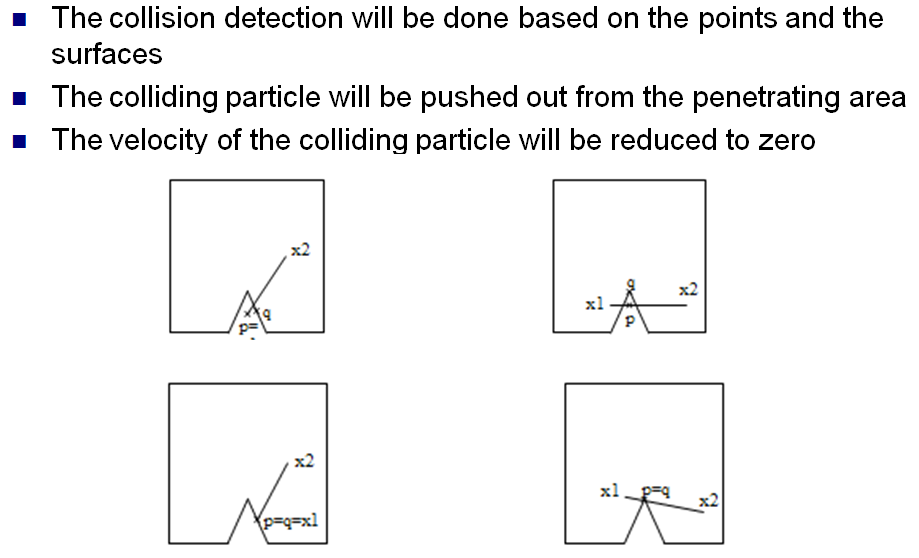 The collision detection will be done based on the points and the
surfaces
The colliding particle will be pushed out from the penetrating area
The velocity of the colliding particle will be reduced to zero
x2
q
p=
q
x1
x2
p
x2
p=q=x1
x1
p=q
x2